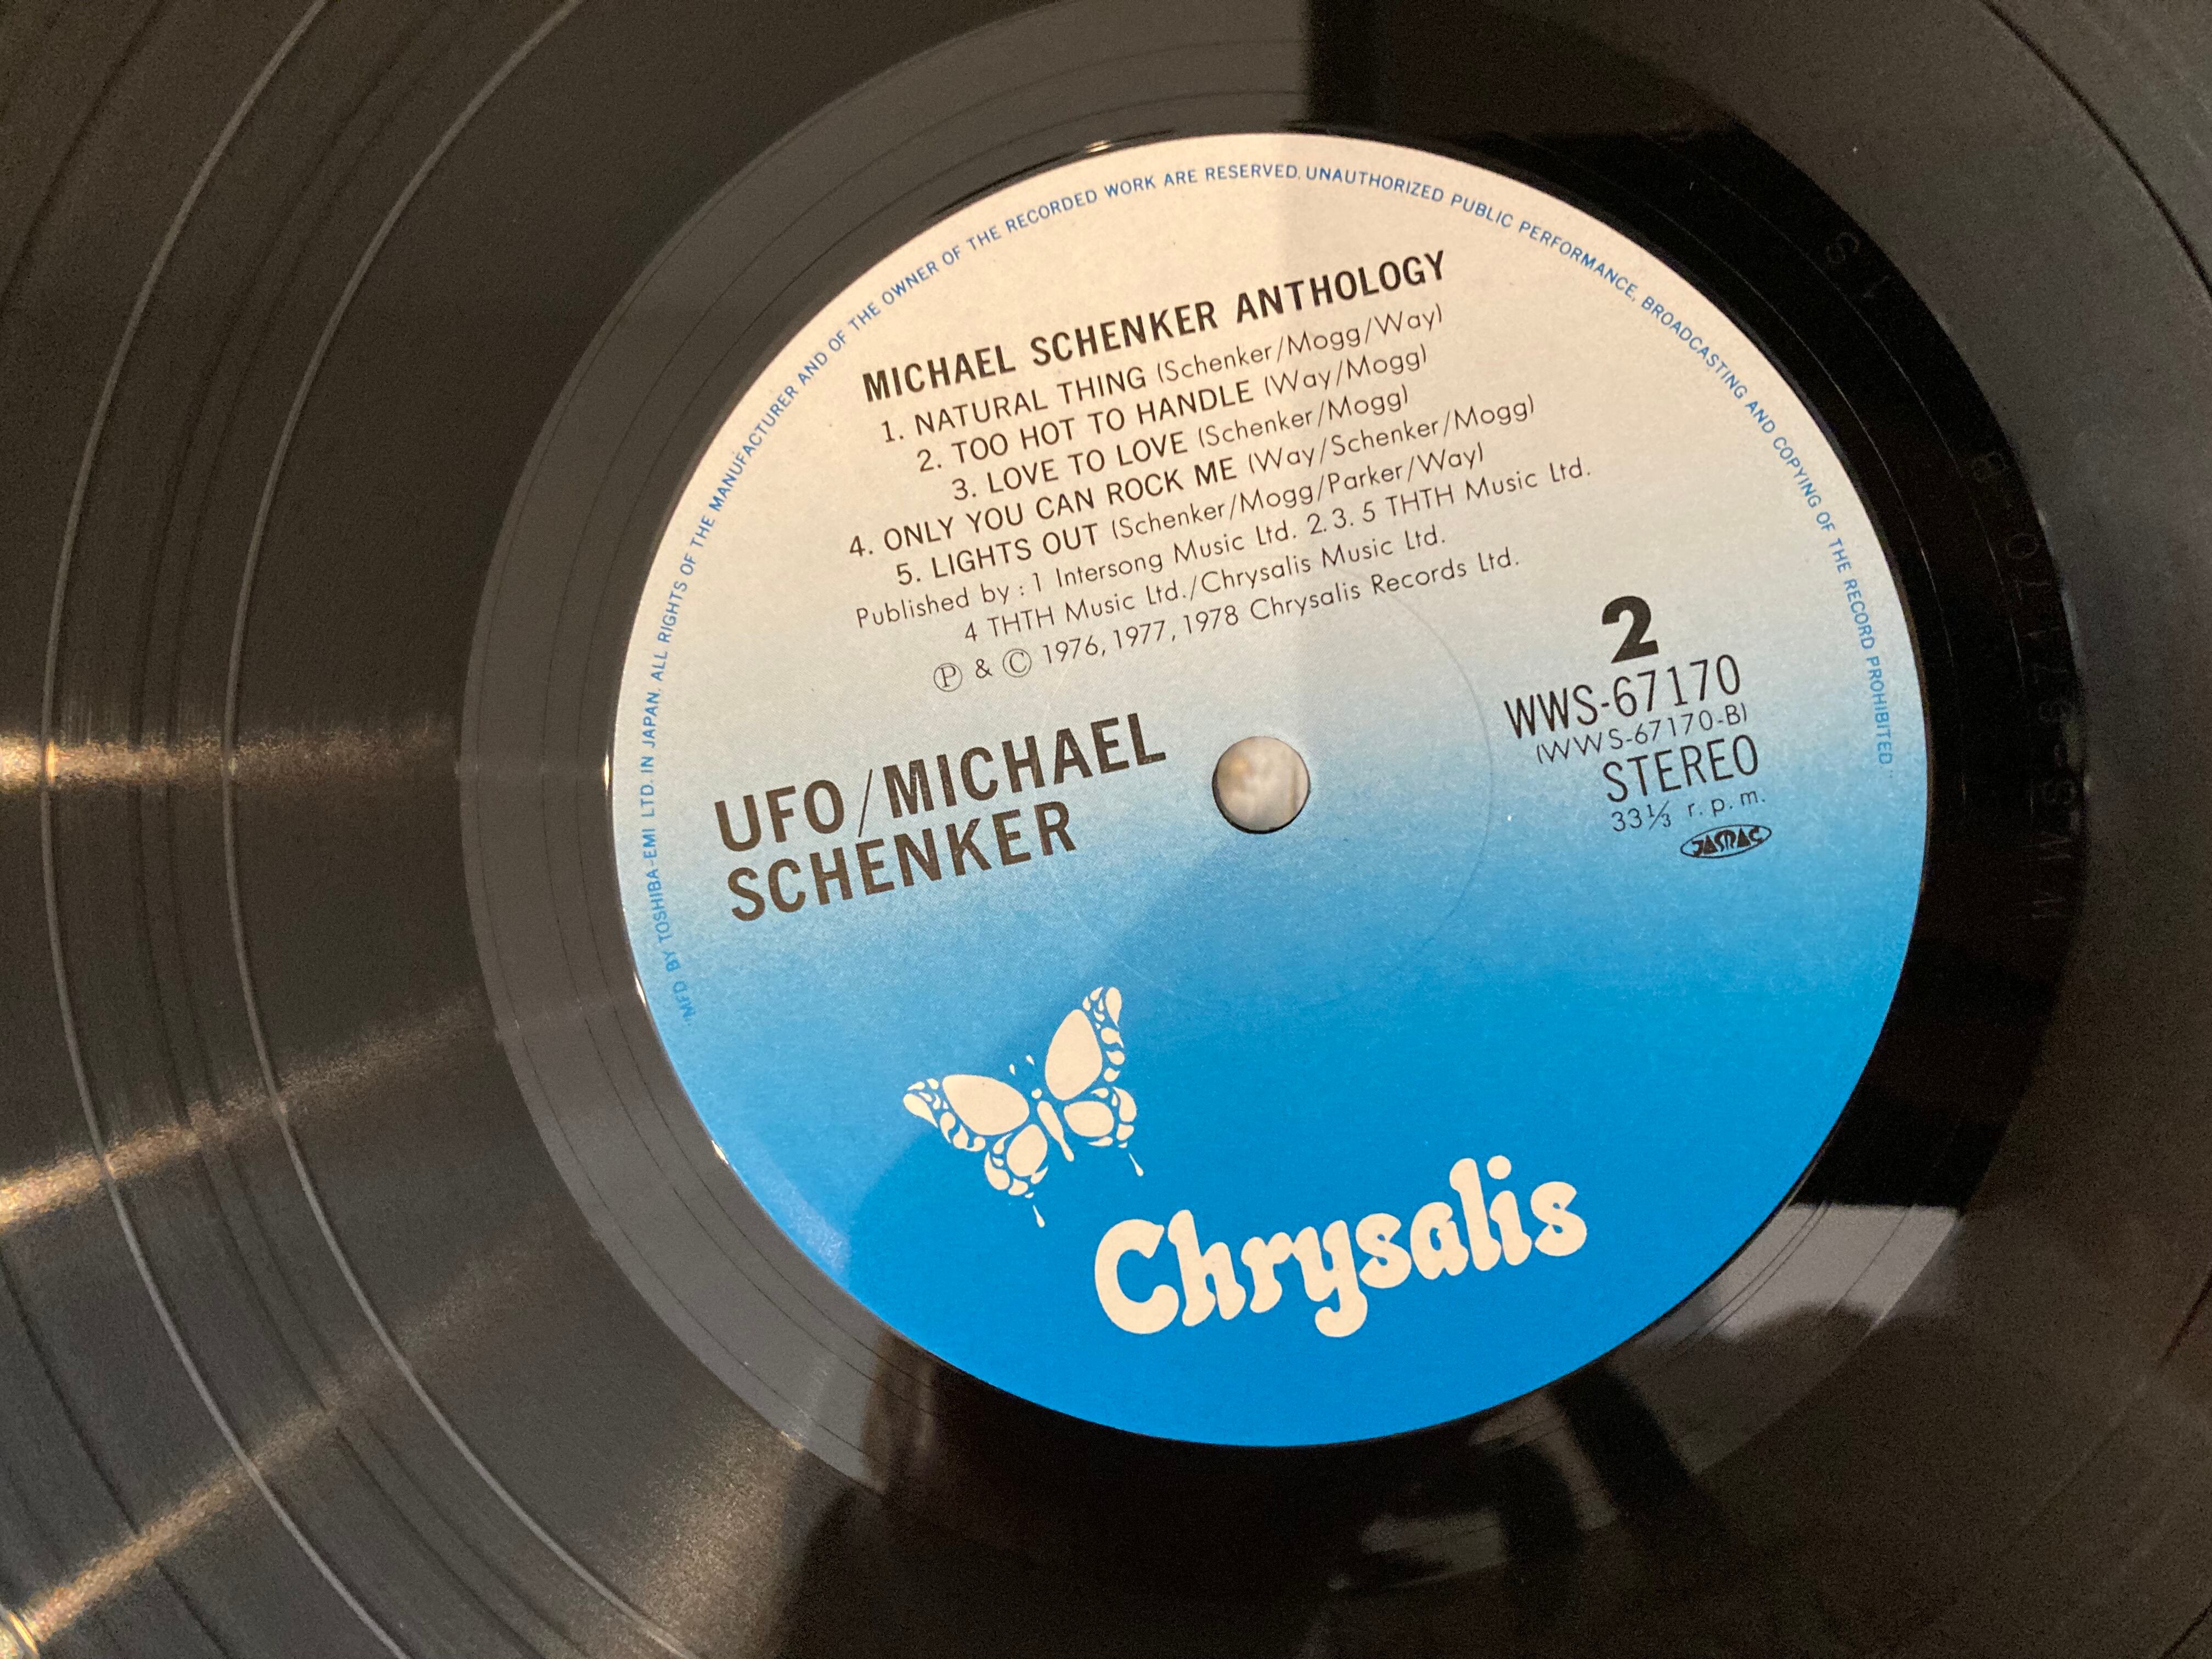 MFD BY TOSHIBA-EMI LTD. IN JAPAN. ALL RIGHTS OF THE MANUFACTURER AND OF THE OWNER OF THE RECORDED WORK ARE RESERVED. UNAUTHORIZED PUBLIC PERFORMANCE, BROADCASTING AND COPYING OF THE RECORD PROHIBITED
MICHAEL SCHENKER ANTHOLOGY
1. NATURAL THING (Schenker/Mogg/Way)
2. TOO HOT TO HANDLE (Way/Mogg)
3. LOVE TO LOVE (Schenker/Mogg)
4. ONLY YOU CAN ROCK ME (Way/Schenker/Mogg)
5. LIGHTS OUT (Schenker/Mogg/Parker/Way)
Published by : 1 Intersong Music Ltd. 2. 3. 5 THTH Music Ltd.
4 THTH Music Ltd./Chrysalis Music Ltd.
Ⓟ & Ⓒ 1976, 1977, 1978 Chrysalis Records Ltd.
UFO/MICHAEL
SCHENKER
2
WWS-67170
(WWS-67170-B)
STEREO
33⅓ r.p.m.
JASRAC
Chrysalis